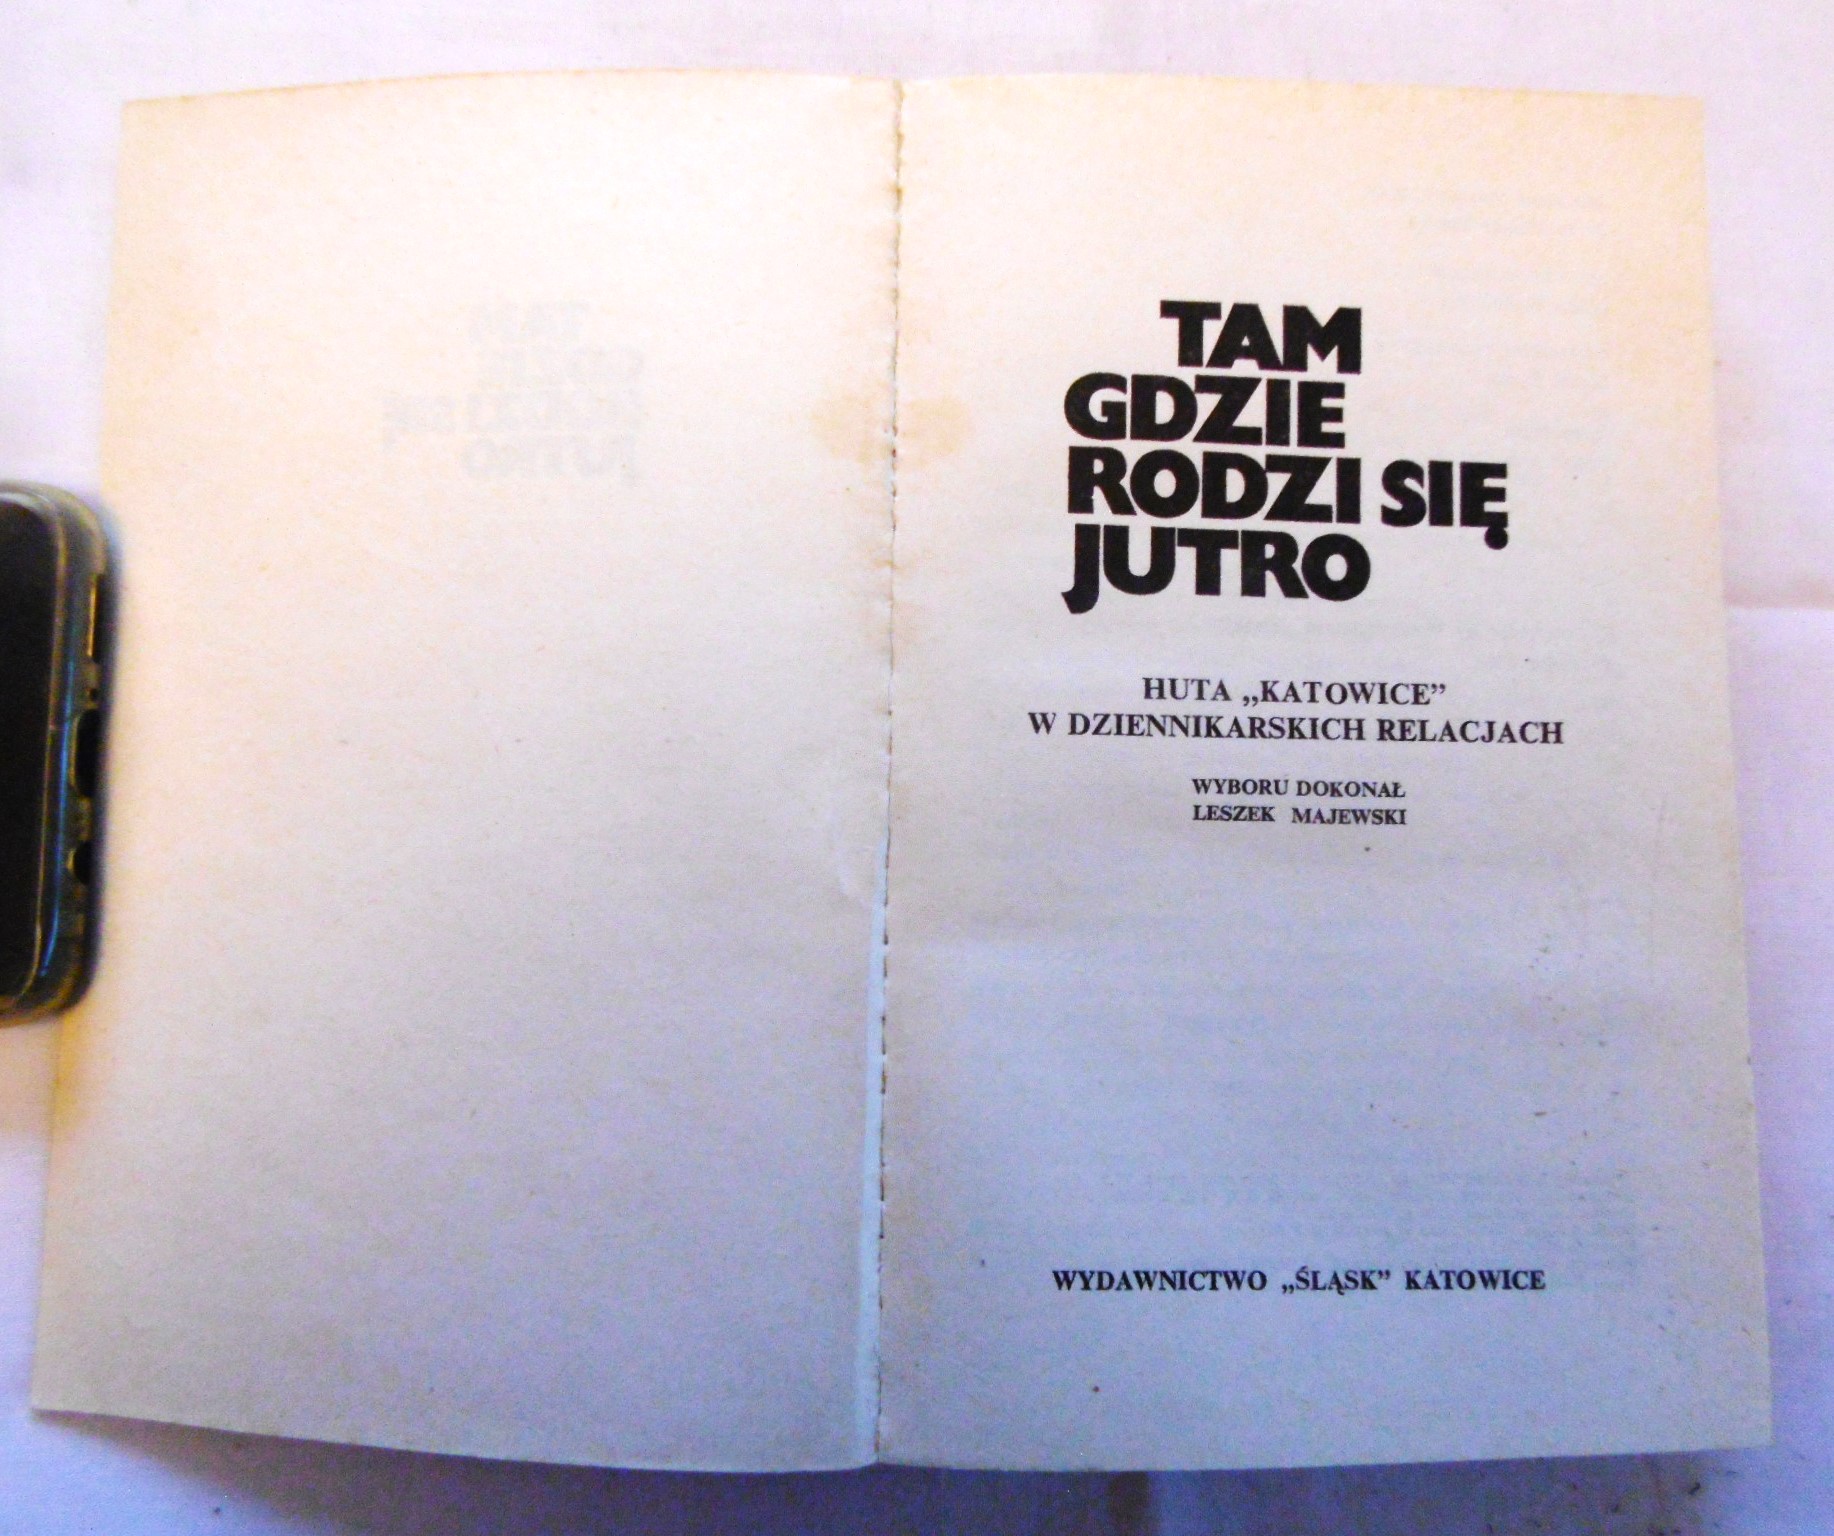 TAM
GDZIE
RODZI SIĘ
JUTRO
HUTA „KATOWICE”
W DZIENNIKARSKICH RELACJACH
WYBORU DOKONAŁ
LESZEK MAJEWSKI
WYDAWNICTWO „ŚLĄSK” KATOWICE